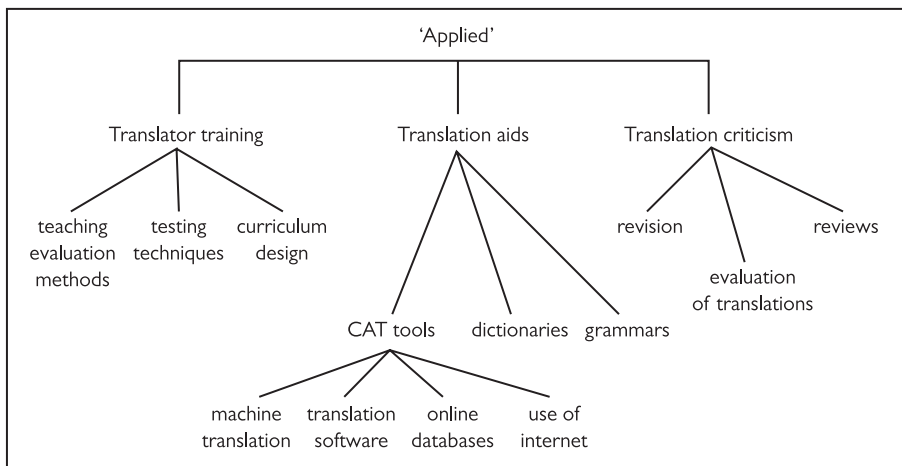 'Applied'
Translator training
Translation aids
Translation criticism
teaching
evaluation
methods
testing
techniques
curriculum
design
revision
evaluation
of translations
reviews
CAT tools
dictionaries
grammars
machine
translation
translation
software
online
databases
use of
internet